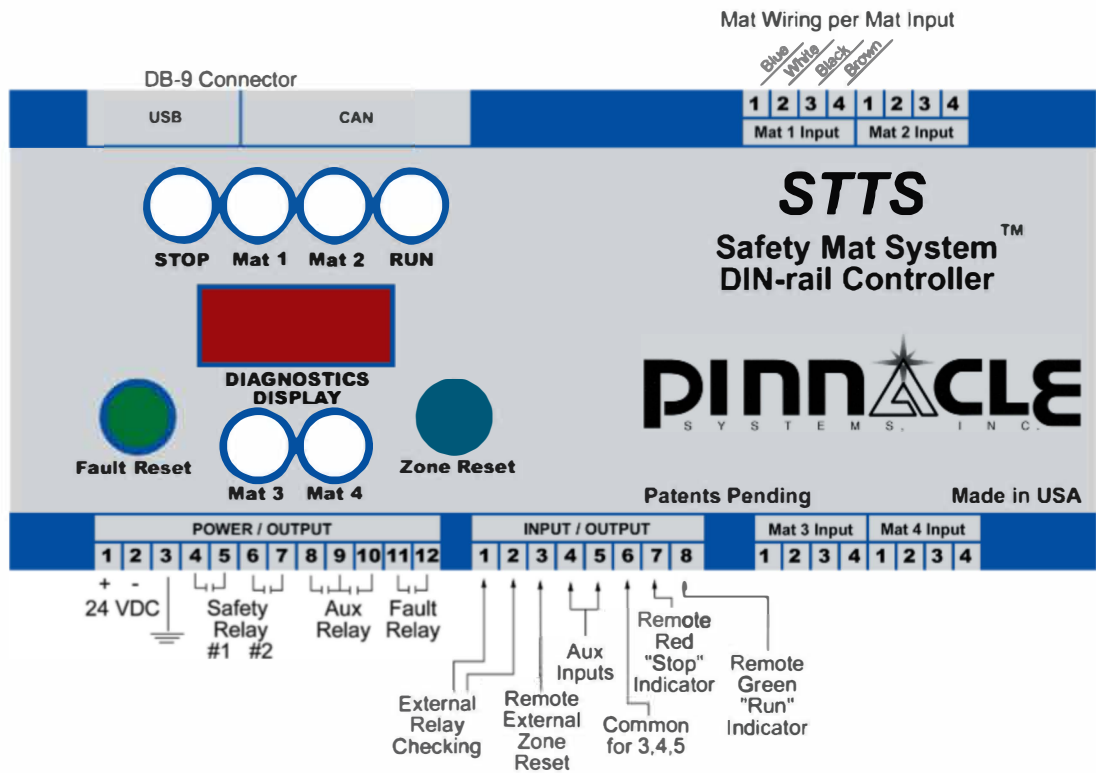 Mat Wiring per Mat Input
Blue White Black Brown
DB-9 Connector
USB CAN
1 2 3 4 1 2 3 4
Mat 1 Input Mat 2 Input
STOP Mat 1 Mat 2 RUN
STTS
Safety Mat System™
DIN-rail Controller
DIAGNOSTICS
DISPLAY
PINNACLE
SYSTEMS, INC.
Fault Reset
Zone Reset
Mat 3 Mat 4
Patents Pending
Made in USA
POWER / OUTPUT
1 2 3 4 5 6 7 8 9 10 11 12
INPUT / OUTPUT
1 2 3 4 5 6 7 8
Mat 3 Input Mat 4 Input
1 2 3 4 1 2 3 4
+ -
24 VDC
Safety
Relay
#1 #2
Aux
Relay
Fault
Relay
External
Relay
Checking
Remote
External
Zone
Reset
Aux
Inputs
Common
for 3,4,5
Remote
Red
"Stop"
Indicator
Remote
Green
"Run"
Indicator